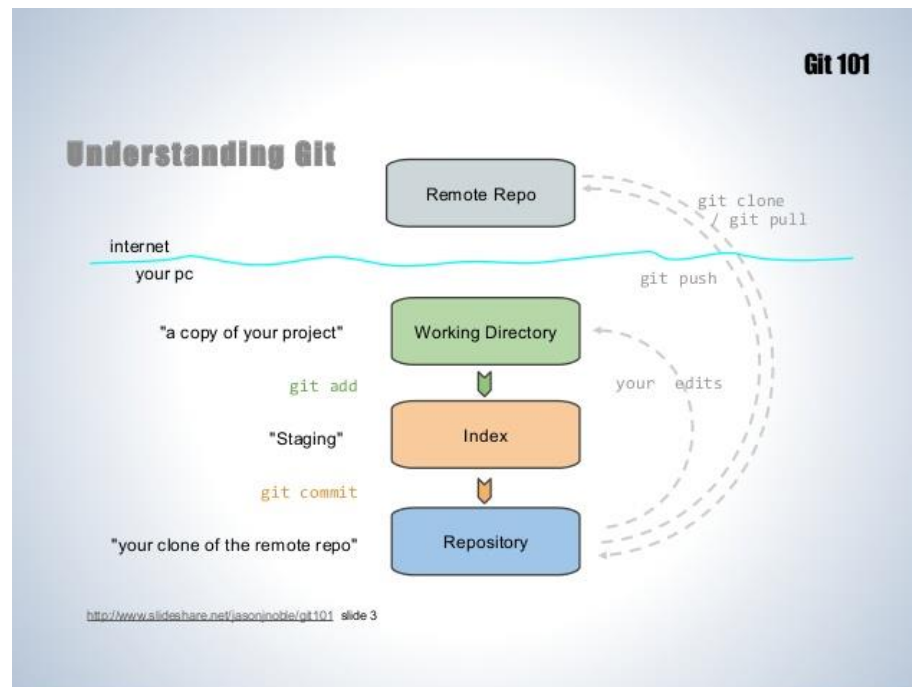 Git 101
Understanding Git
Remote Repo
git clone
/ git pull
internet
your pc
git push
"a copy of your project"
Working Directory
git add
your edits
"Staging"
Index
git commit
"your clone of the remote repo"
Repository
http://www.slideshare.net/jasonjnoble/git101 slide 3